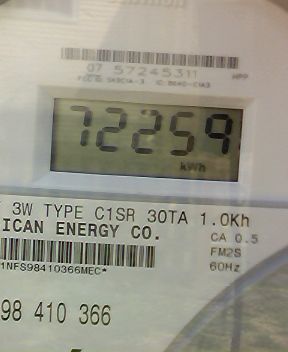 07 57245311
72259
kWh
3W TYPE C1SR 30TA 1.0Kh
ICAN ENERGY CO.
CA 0.5
FM2S
1NFS98410366MEC*
60Hz
98 410 366